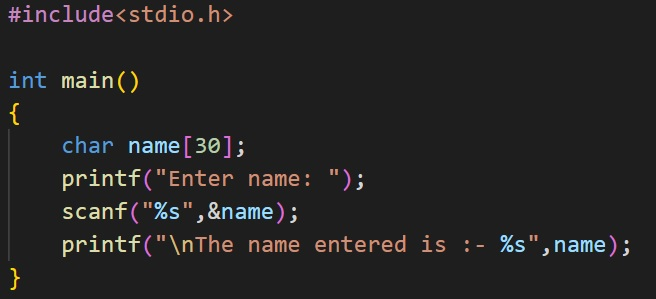 #include<stdio.h>
int main()
{
char name[30];
printf("Enter name: ");
scanf("%s",&name);
printf("\nThe name entered is :- %s",name);
}